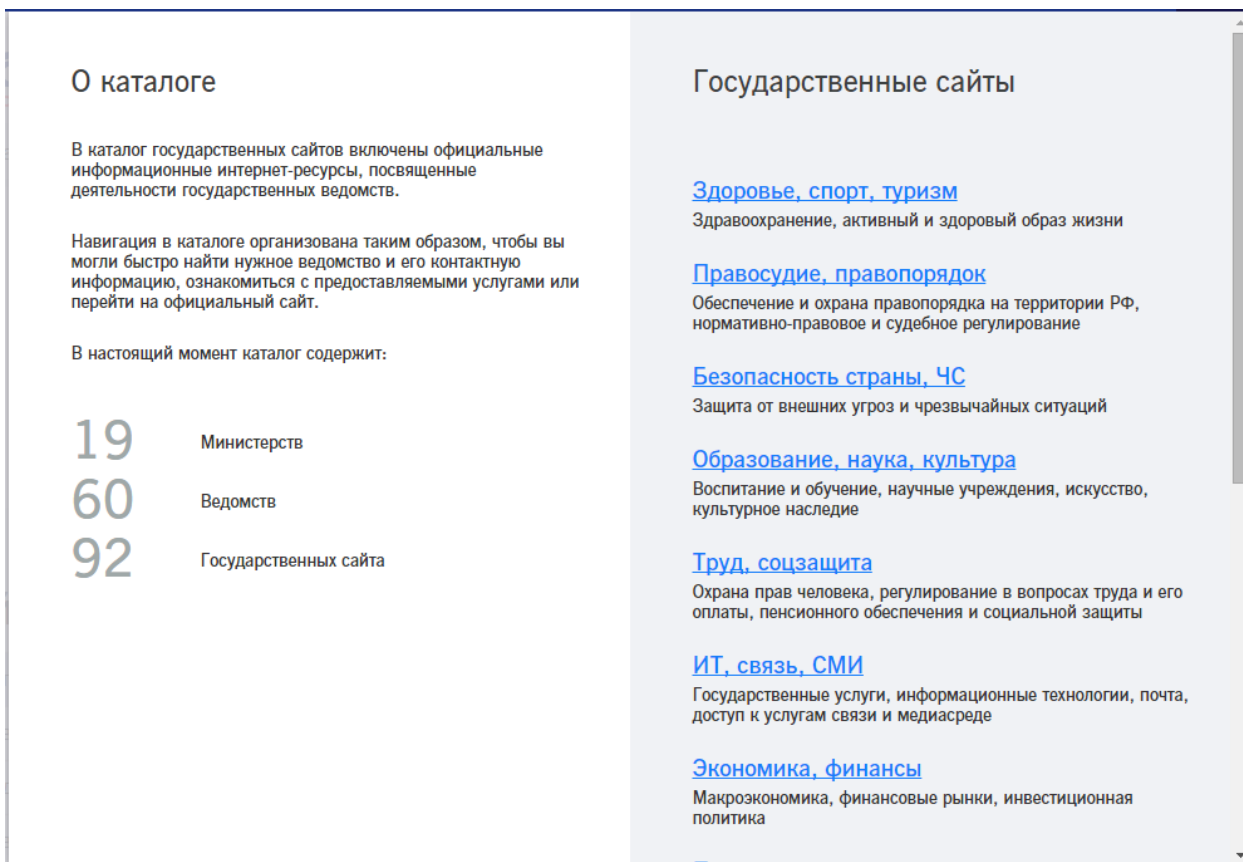 О каталоге
В каталог государственных сайтов включены официальные
информационные интернет-ресурсы, посвященные
деятельности государственных ведомств.
Навигация в каталоге организована таким образом, чтобы вы
могли быстро найти нужное ведомство и его контактную
информацию, ознакомиться с предоставляемыми услугами или
перейти на официальный сайт.
В настоящий момент каталог содержит:
19 Министерств
60 Ведомств
92 Государственных сайта
Государственные сайты
Здоровье, спорт, туризм
Здравоохранение, активный и здоровый образ жизни
Правосудие, правопорядок
Обеспечение и охрана правопорядка на территории РФ,
нормативно-правовое и судебное регулирование
Безопасность страны, ЧС
Защита от внешних угроз и чрезвычайных ситуаций
Образование, наука, культура
Воспитание и обучение, научные учреждения, искусство,
культурное наследие
Труд, соцзащита
Охрана прав человека, регулирование в вопросах труда и его
оплаты, пенсионного обеспечения и социальной защиты
ИТ, связь, СМИ
Государственные услуги, информационные технологии, почта,
доступ к услугам связи и медиасреде
Экономика, финансы
Макроэкономика, финансовые рынки, инвестиционная
политика